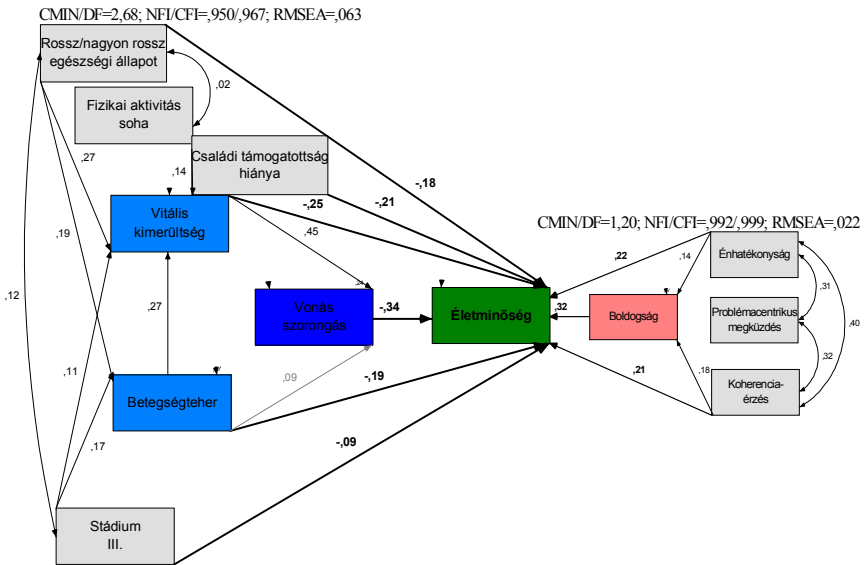 CMIN/DF=2,68; NFI/CFI=,950/,967; RMSEA=,063
Rossz/nagyon rossz
egészségi állapot
,02
Fizikai aktivitás
soha
,27
,14
Családi támogatottság
hiánya
-,18
-,25
-,21
Vitális
kimerültség
,19
,45
,12
,27
Vonás
szorongás
-,34
Életminőség
,11
,09
Betegségteher
-,19
,17
-,09
Stádium
III.
CMIN/DF=1,20; NFI/CFI=,992/,999; RMSEA=,022
,22
,14
Énhatékonyság
,31
,32
Boldogság
Problémacentrikus
megküzdés
,40
,32
,18
,21
Koherencia-
érzés